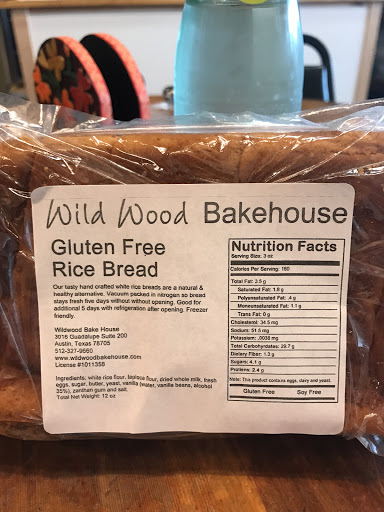 Wild Wood Bakehouse
Gluten Free
Rice Bread
Our tasty hand crafted white rice breads are a natural &
healthy alternative. Vacuum packed in nitrogen so bread
stays fresh five days without without opening. Good for
additional 5 days with refrigeration after opening. Freezer
friendly.
Wildwood Bake House
3016 Guadalupe Suite 200
Austin, Texas 78705
512-327-9660
www.wildwoodbakehouse.com
License #1011358
Ingredients: white rice flour, tapioca flour, dried whole milk, fresh
eggs, sugar, butter, yeast, vanilla (water, vanilla beans, alcohol
35%), xanthan gum and salt.
Total Net Weight: 12 oz
Nutrition Facts
Serving Size: 3 oz
Calories Per Serving: 180
Total Fat: 3.5 g
Saturated Fat: 1.9 g
Polyunsaturated Fat: .4 g
Monounsaturated Fat: 1.1 g
Trans Fat: 0 g
Cholesterol: 34.5 mg
Sodium: 51.5 mg
Potassium: .0038 mg
Total Carbohydrates: 29.7 g
Dietary Fiber: 1.3 g
Sugars: 4.1 g
Proteins: 2.4 g
Note: This product contains eggs, dairy and yeast.
Gluten Free Soy Free